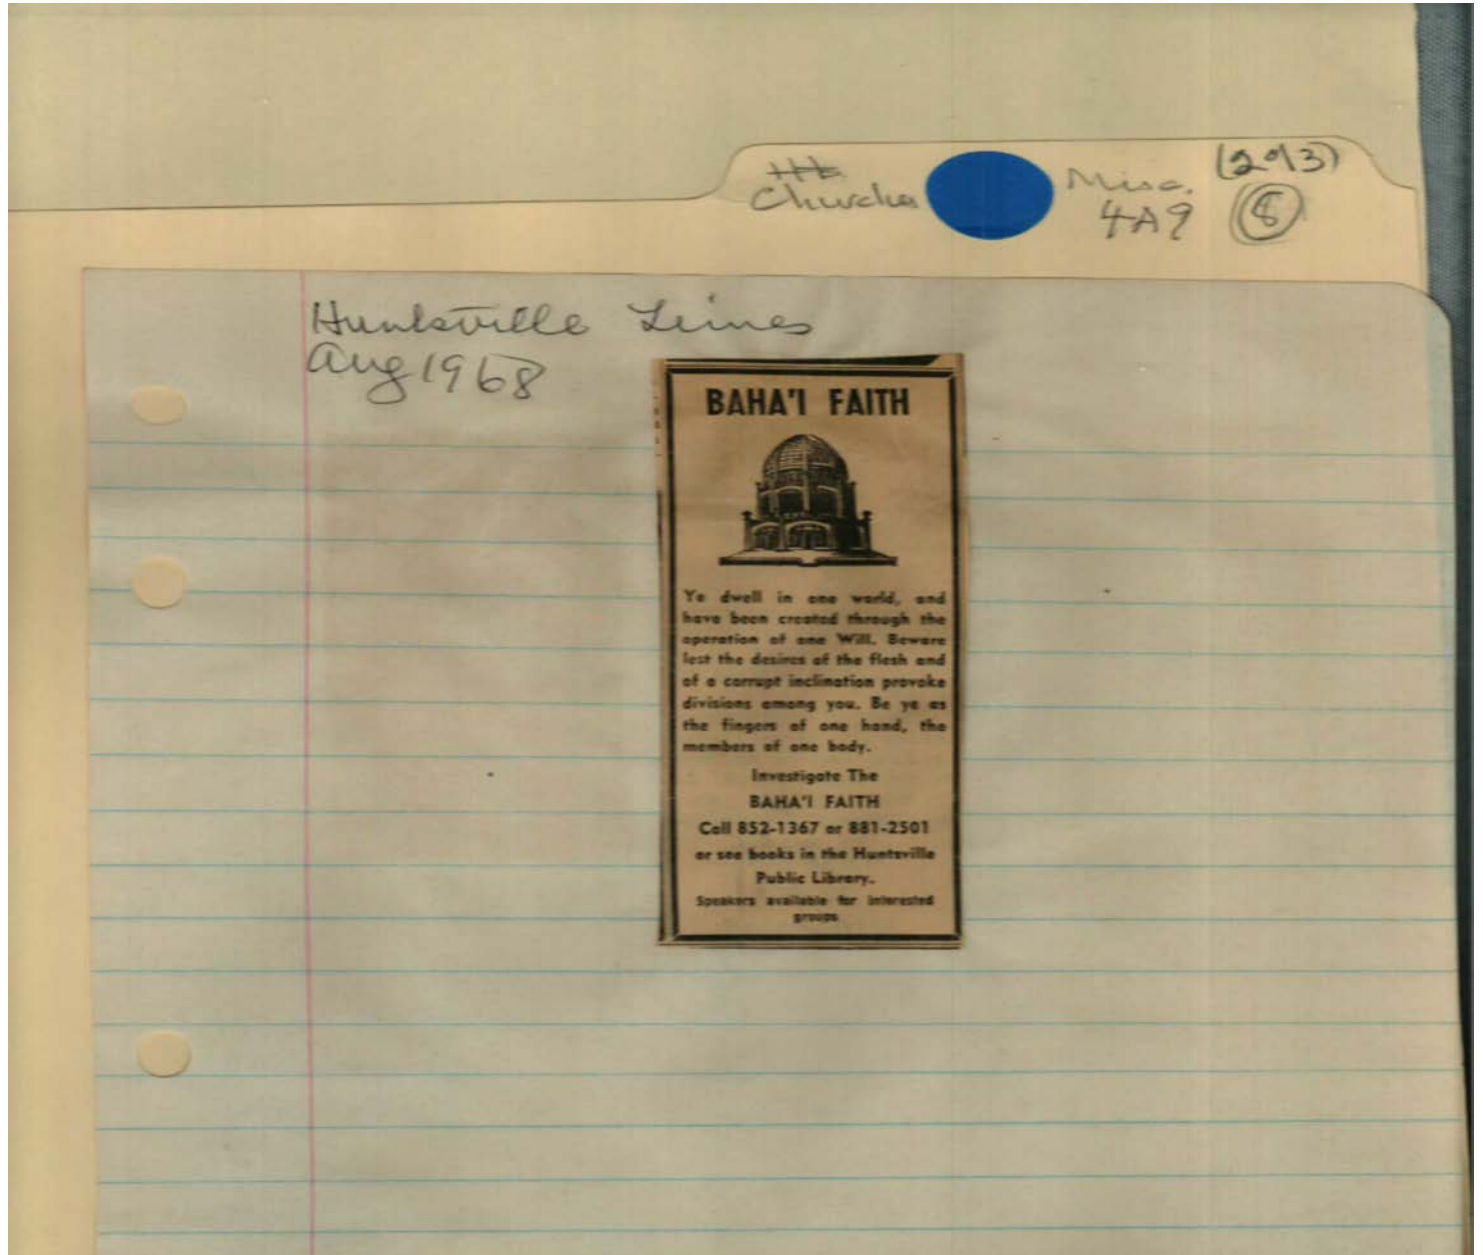 (2013)
Churches Misc.
4A9 8
Huntsville Times
Aug 1968
BAHA'I FAITH
Ye dwell in one world, and
have been created through the
operation of one Will. Beware
lest the desires of the flesh and
of a corrupt inclination provoke
divisions among you. Be ye as
the fingers of one hand, the
members of one body.
Investigate The
BAHA'I FAITH
Call 852-1367 or 881-2501
or see books in the Huntsville
Public Library.
Speakers available for interested
groups